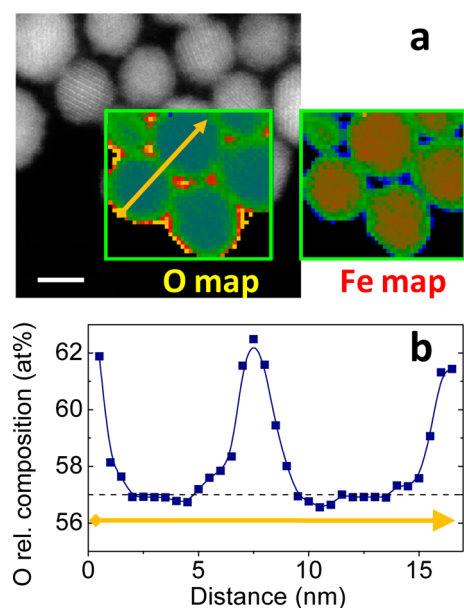 a
O map
Fe map
b
O rel. composition (at%)
62
60
58
56
0
5
10
15
Distance (nm)